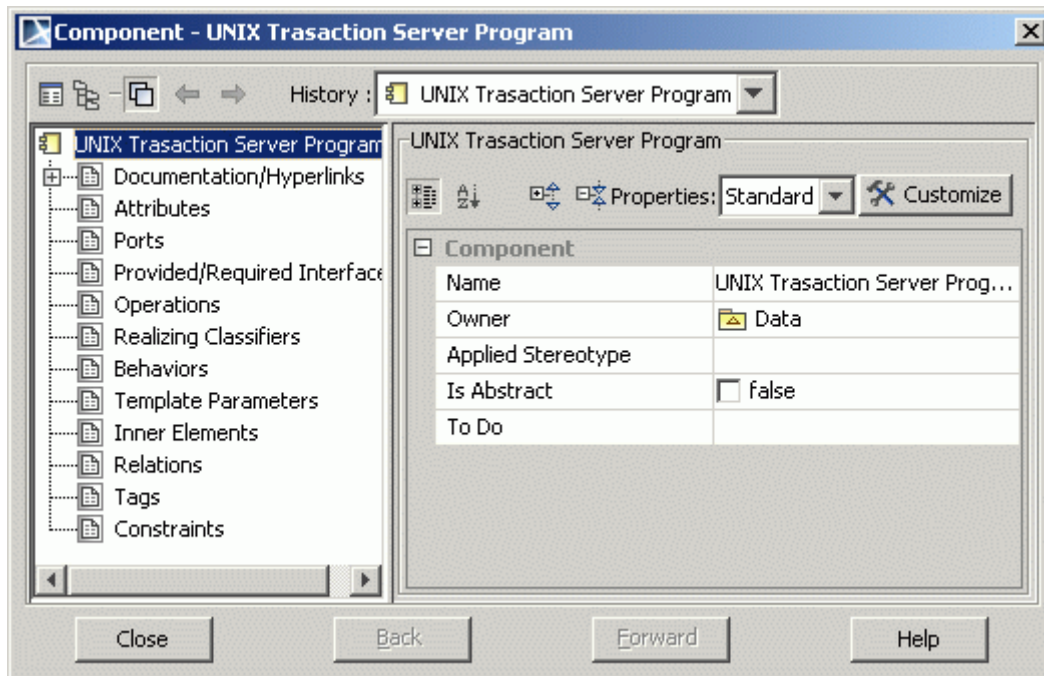 Component - UNIX Trasaction Server Program
History : UNIX Trasaction Server Program
UNIX Trasaction Server Program
Documentation/Hyperlinks
Attributes
Ports
Provided/Required Interface
Operations
Realizing Classifiers
Behaviors
Template Parameters
Inner Elements
Relations
Tags
Constraints
UNIX Trasaction Server Program
Properties: Standard Customize
Component
Name UNIX Trasaction Server Prog...
Owner Data
Applied Stereotype
Is Abstract false
To Do
Close Back Forward Help